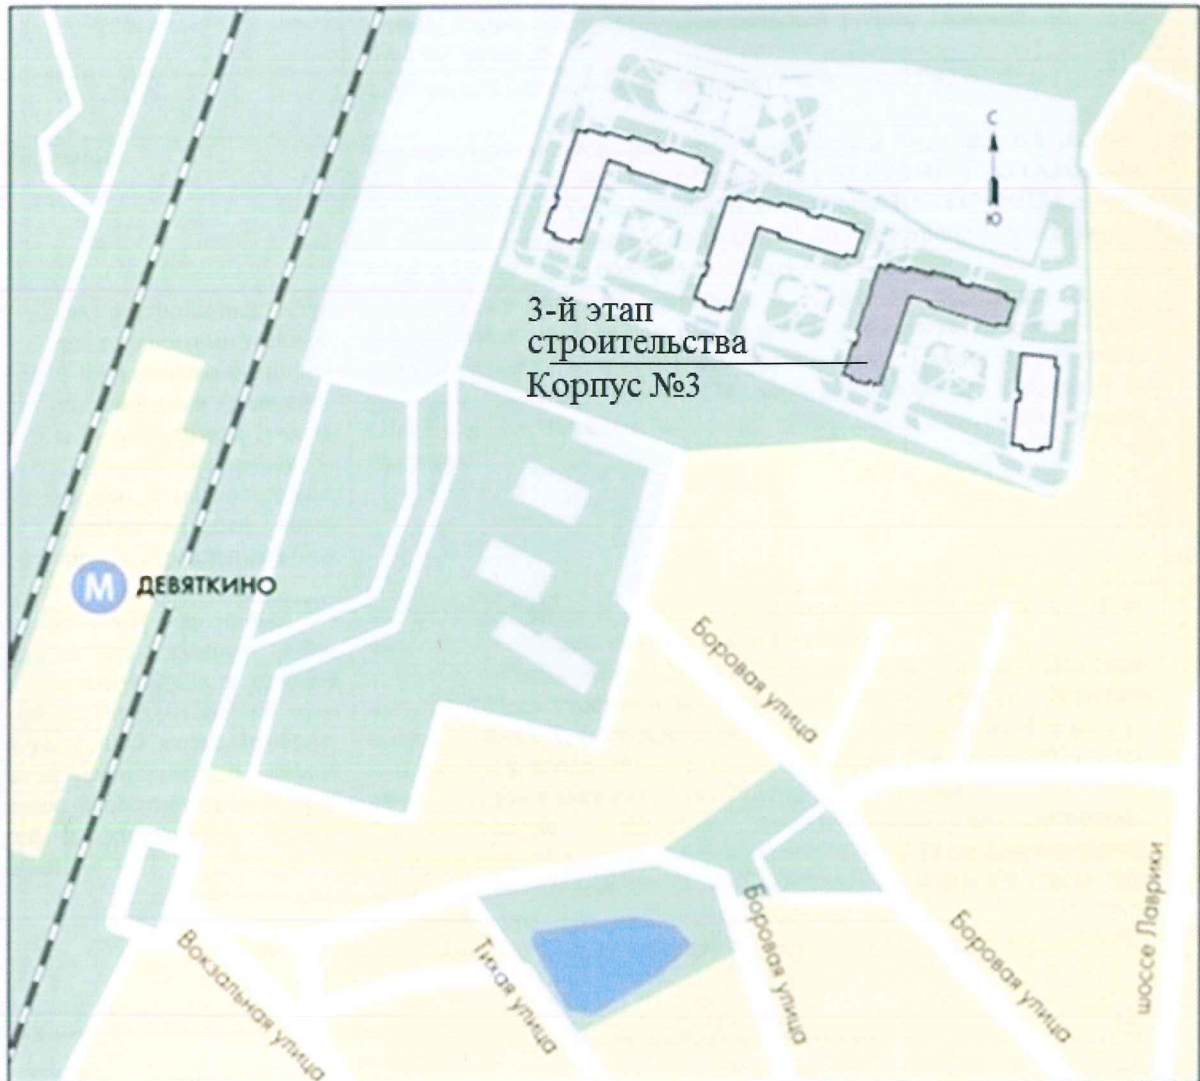 С
Ю
3-й этап
строительства
Корпус №3
М ДЕВЯТКИНО
Боровая улица
Боровая улица
Боровая улица
шоссе Лаврики
Тихая улица
Вокзальная улица